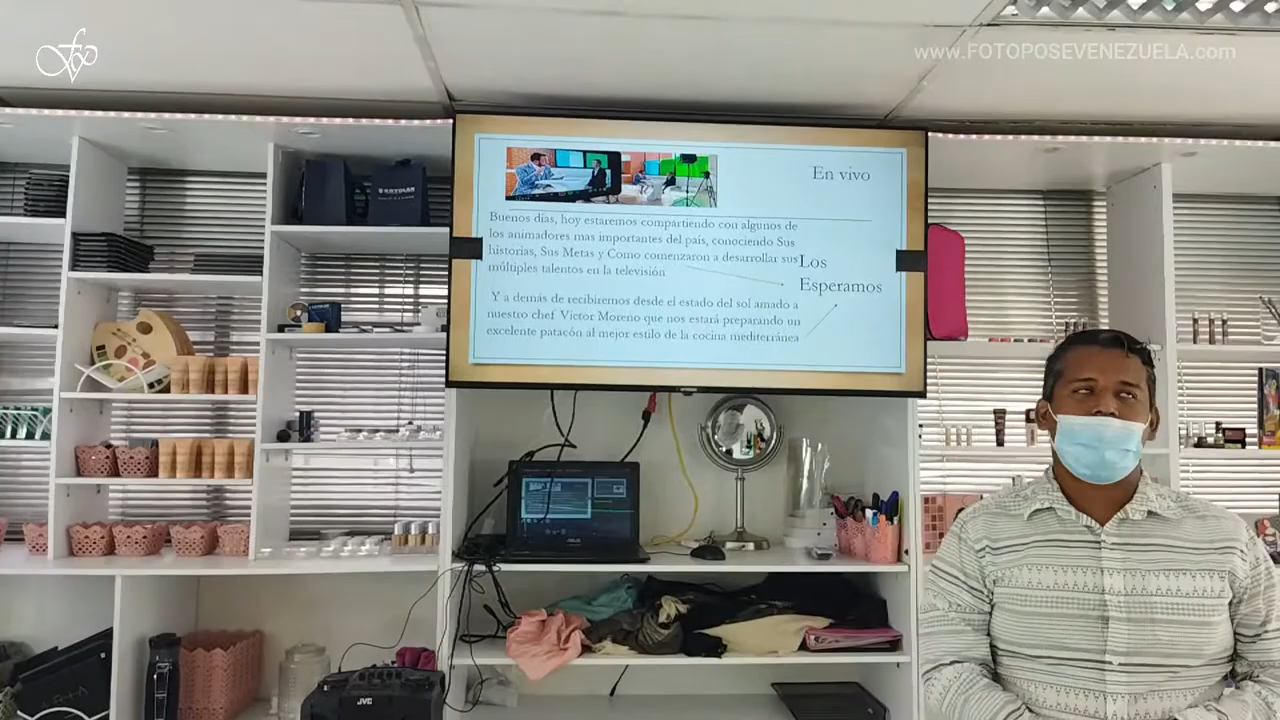 www.FOTOPOSEVENEZUELA.com
En vivo
Buenos días, hoy estaremos compartiendo con algunos de
los animadores mas importantes del país, conociendo Sus
historias, Sus Metas y Como comenzaron a desarrollar sus
múltiples talentos en la televisión
Los
Esperamos
Y a demás de recibiremos desde el estado del sol amado a
nuestro chef Victor Moreno que nos estará preparando un
excelente patacón al mejor estilo de la cocina mediterránea
KRYOLAN
ASUS
JVC